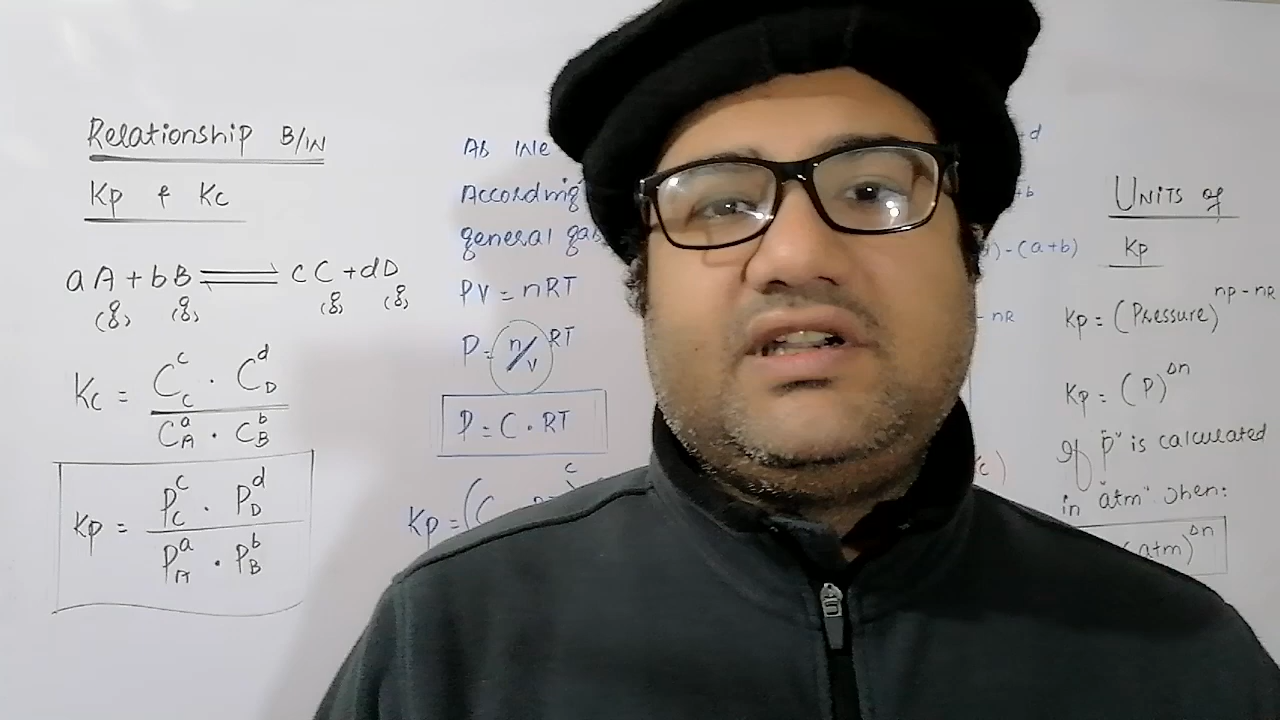 Relationship B/W
Kp & Kc
aA + bB ⇌ cC + dD
(g) (g) (g) (g)
Kc = C_C^c · C_D^d / C_A^a · C_B^b
Kp = P_C^c · P_D^d / P_A^a · P_B^b
As
According
general gas
PV = nRT
P = n/V RT
P = C · RT
Kp = (C
) - (a+b)
- nR
UNITS of
Kp
Kp = (Pressure)^nP - nR
Kp = (P)^Δn
If "P" is calculated
in "atm" then:
(atm)^Δn